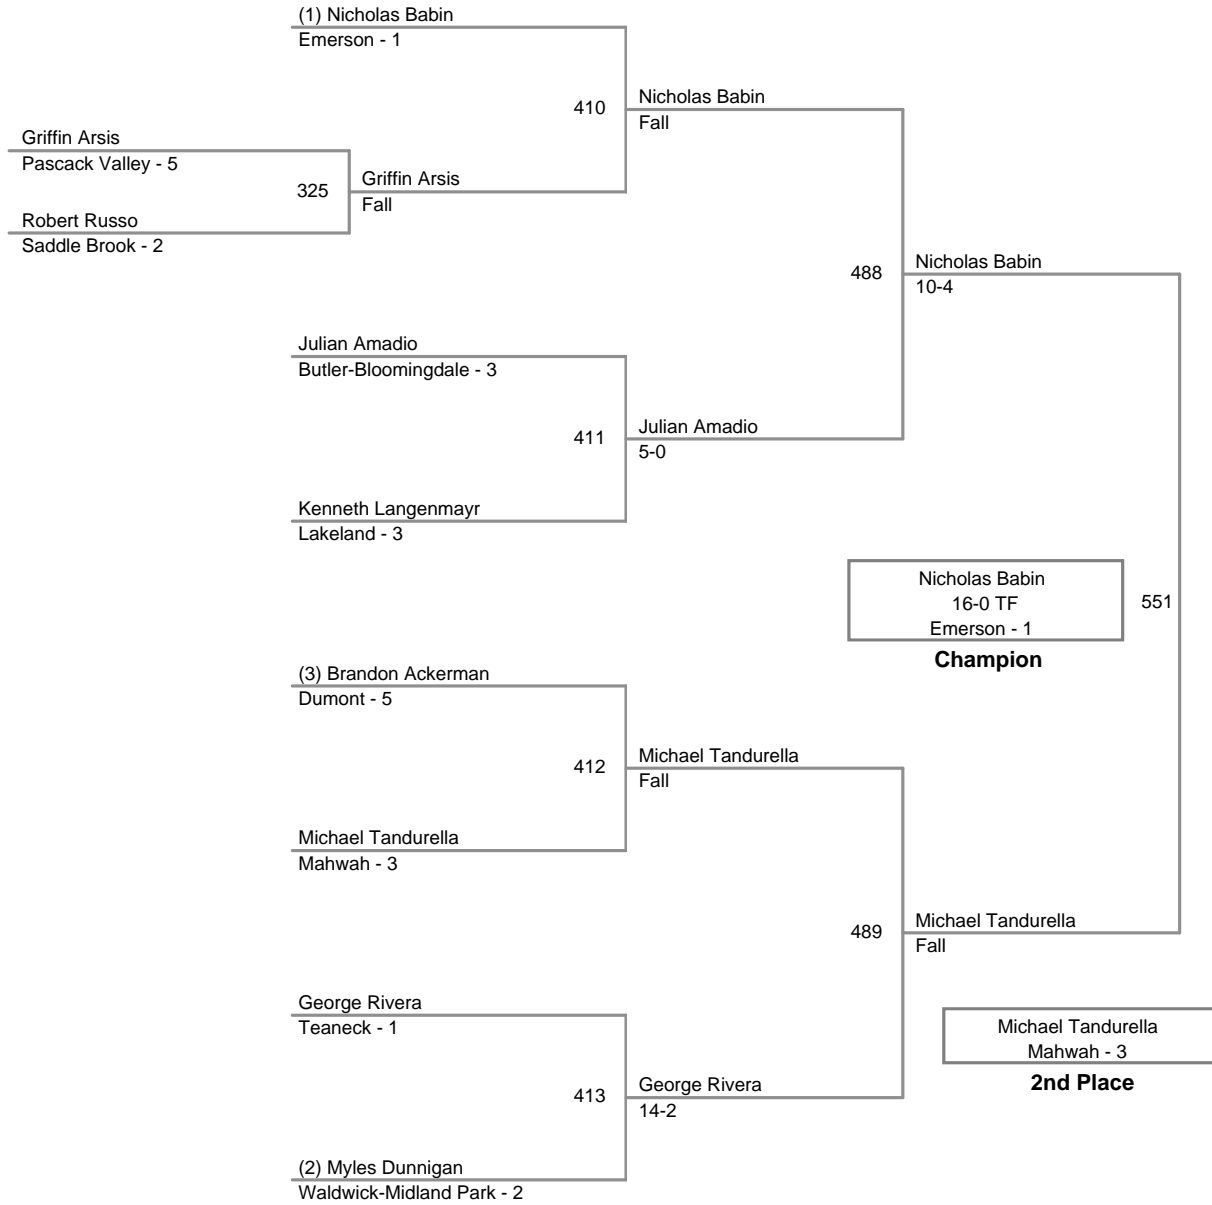 (1) Nicholas Babin
Emerson - 1
410
Nicholas Babin
Fall
Griffin Arsis
Pascack Valley - 5
325
Griffin Arsis
Fall
Robert Russo
Saddle Brook - 2
488
Nicholas Babin
10-4
Julian Amadio
Butler-Bloomingdale - 3
411
Julian Amadio
5-0
Kenneth Langenmayr
Lakeland - 3
Nicholas Babin
16-0 TF
Emerson - 1
Champion
551
(3) Brandon Ackerman
Dumont - 5
412
Michael Tandurella
Fall
Michael Tandurella
Mahwah - 3
489
Michael Tandurella
Fall
George Rivera
Teaneck - 1
Michael Tandurella
Mahwah - 3
2nd Place
413
George Rivera
14-2
(2) Myles Dunnigan
Waldwick-Midland Park - 2